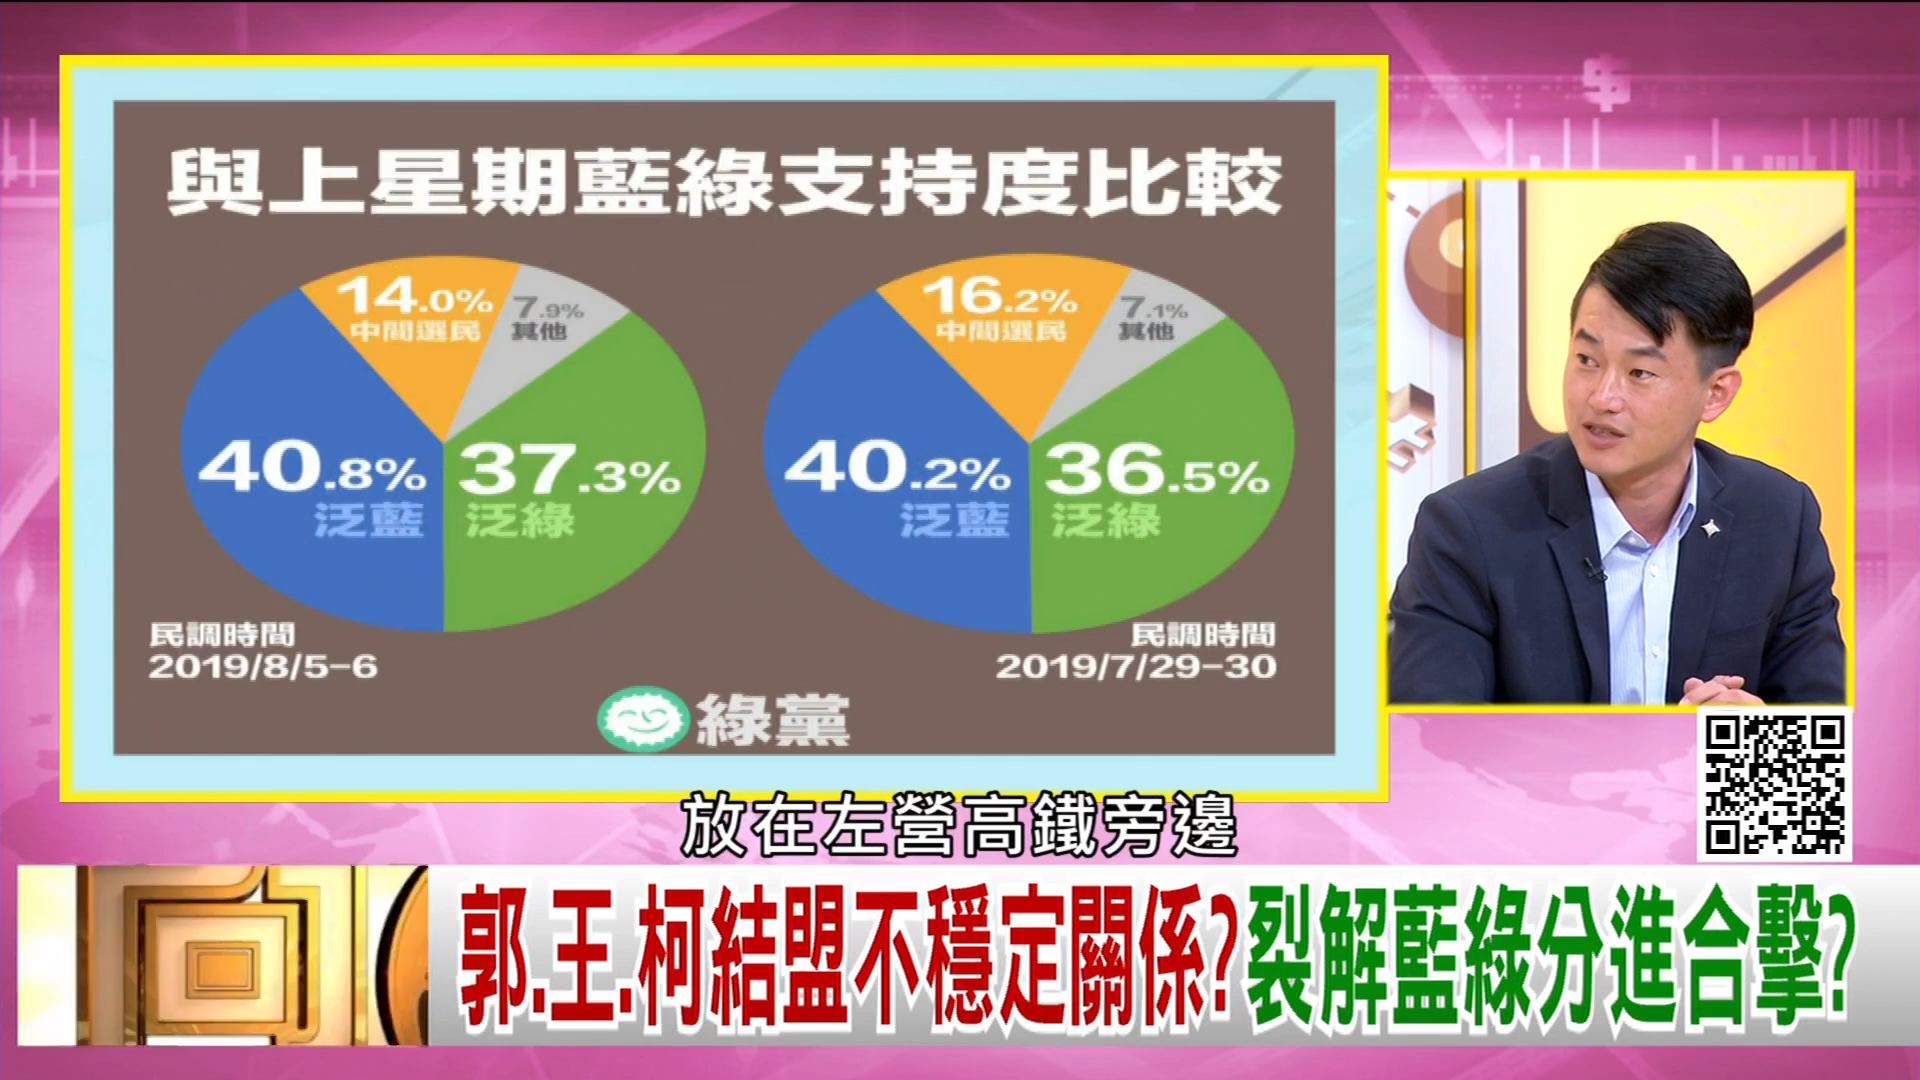 與上星期藍綠支持度比較
14.0%
中間選民
7.9%
其他
40.8%
泛藍
37.3%
泛綠
民調時間
2019/8/5-6
16.2%
中間選民
7.1%
其他
40.2%
泛藍
36.5%
泛綠
民調時間
2019/7/29-30
綠黨
放在左營高鐵旁邊
郭.王.柯結盟不穩定關係?裂解藍綠分進合擊?